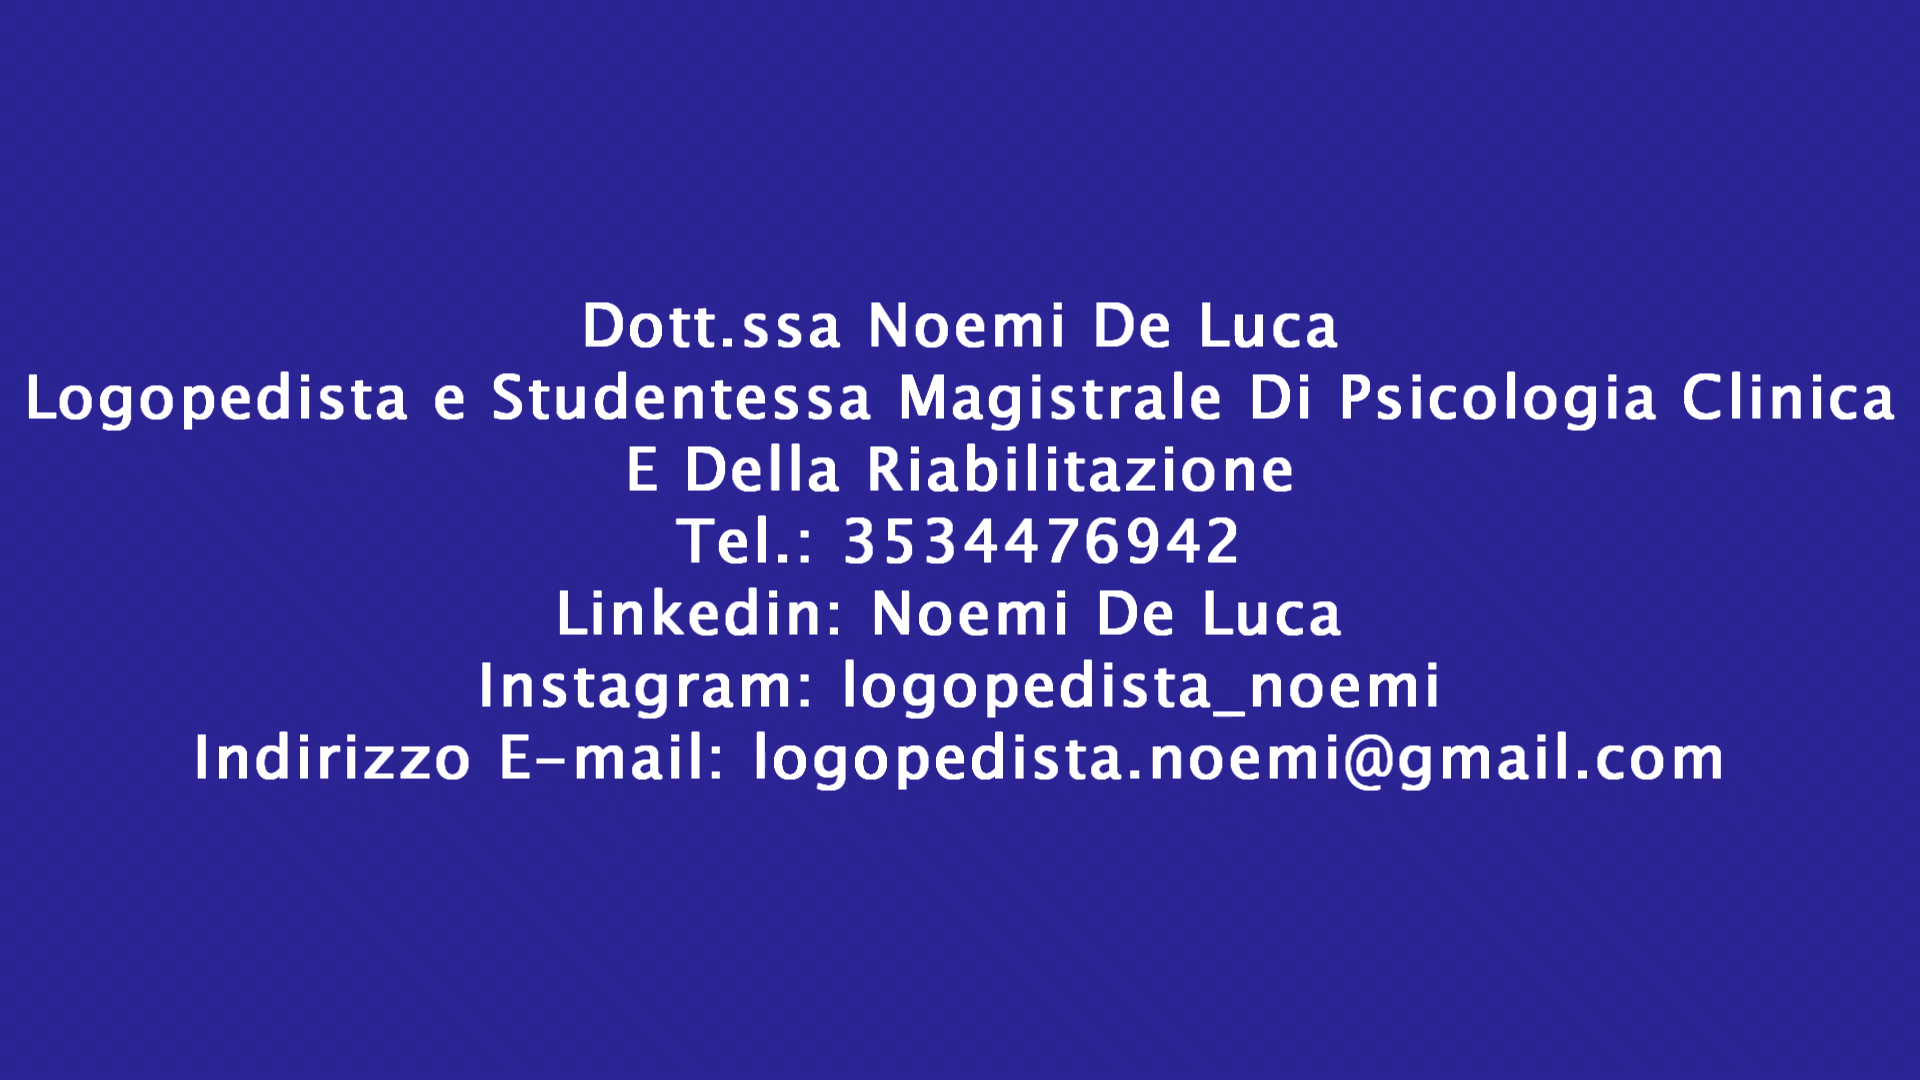 Dott.ssa Noemi De Luca
Logopedista e Studentessa Magistrale Di Psicologia Clinica
E Della Riabilitazione
Tel.: 3534476942
Linkedin: Noemi De Luca
Instagram: logopedista_noemi
Indirizzo E-mail: logopedista.noemi@gmail.com